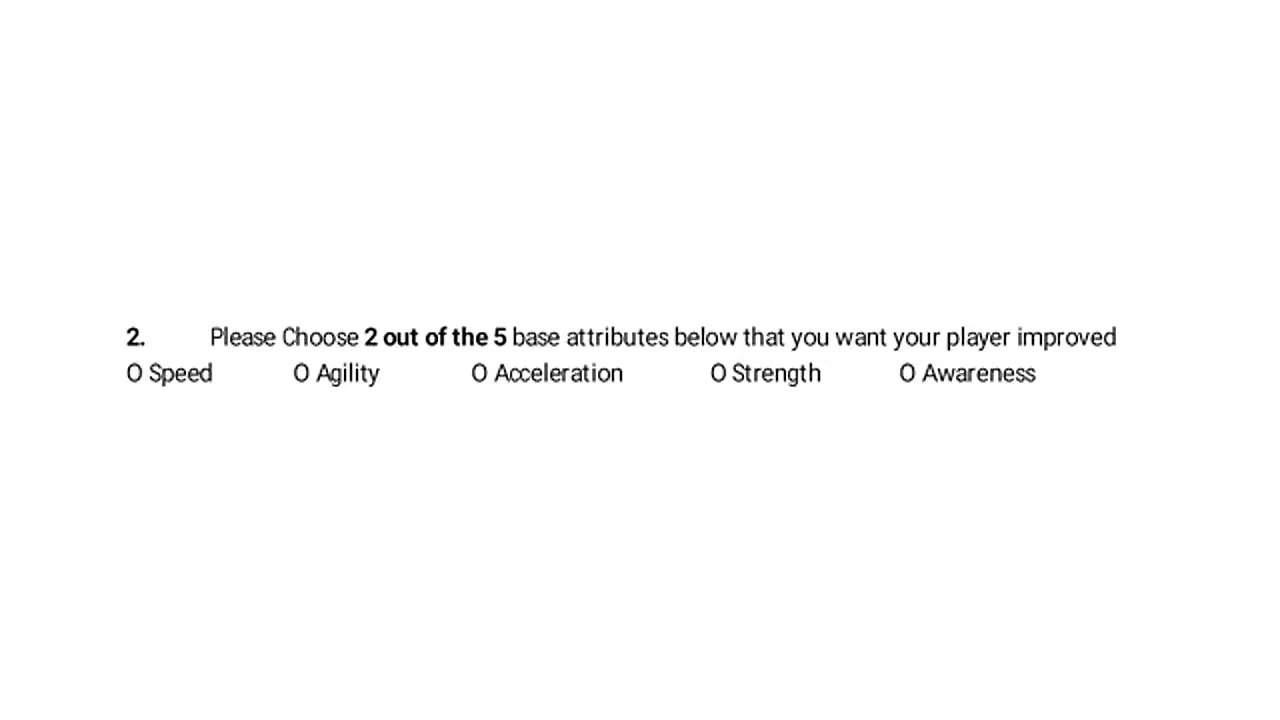 2. Please Choose 2 out of the 5 base attributes below that you want your player improved
O Speed O Agility O Acceleration O Strength O Awareness